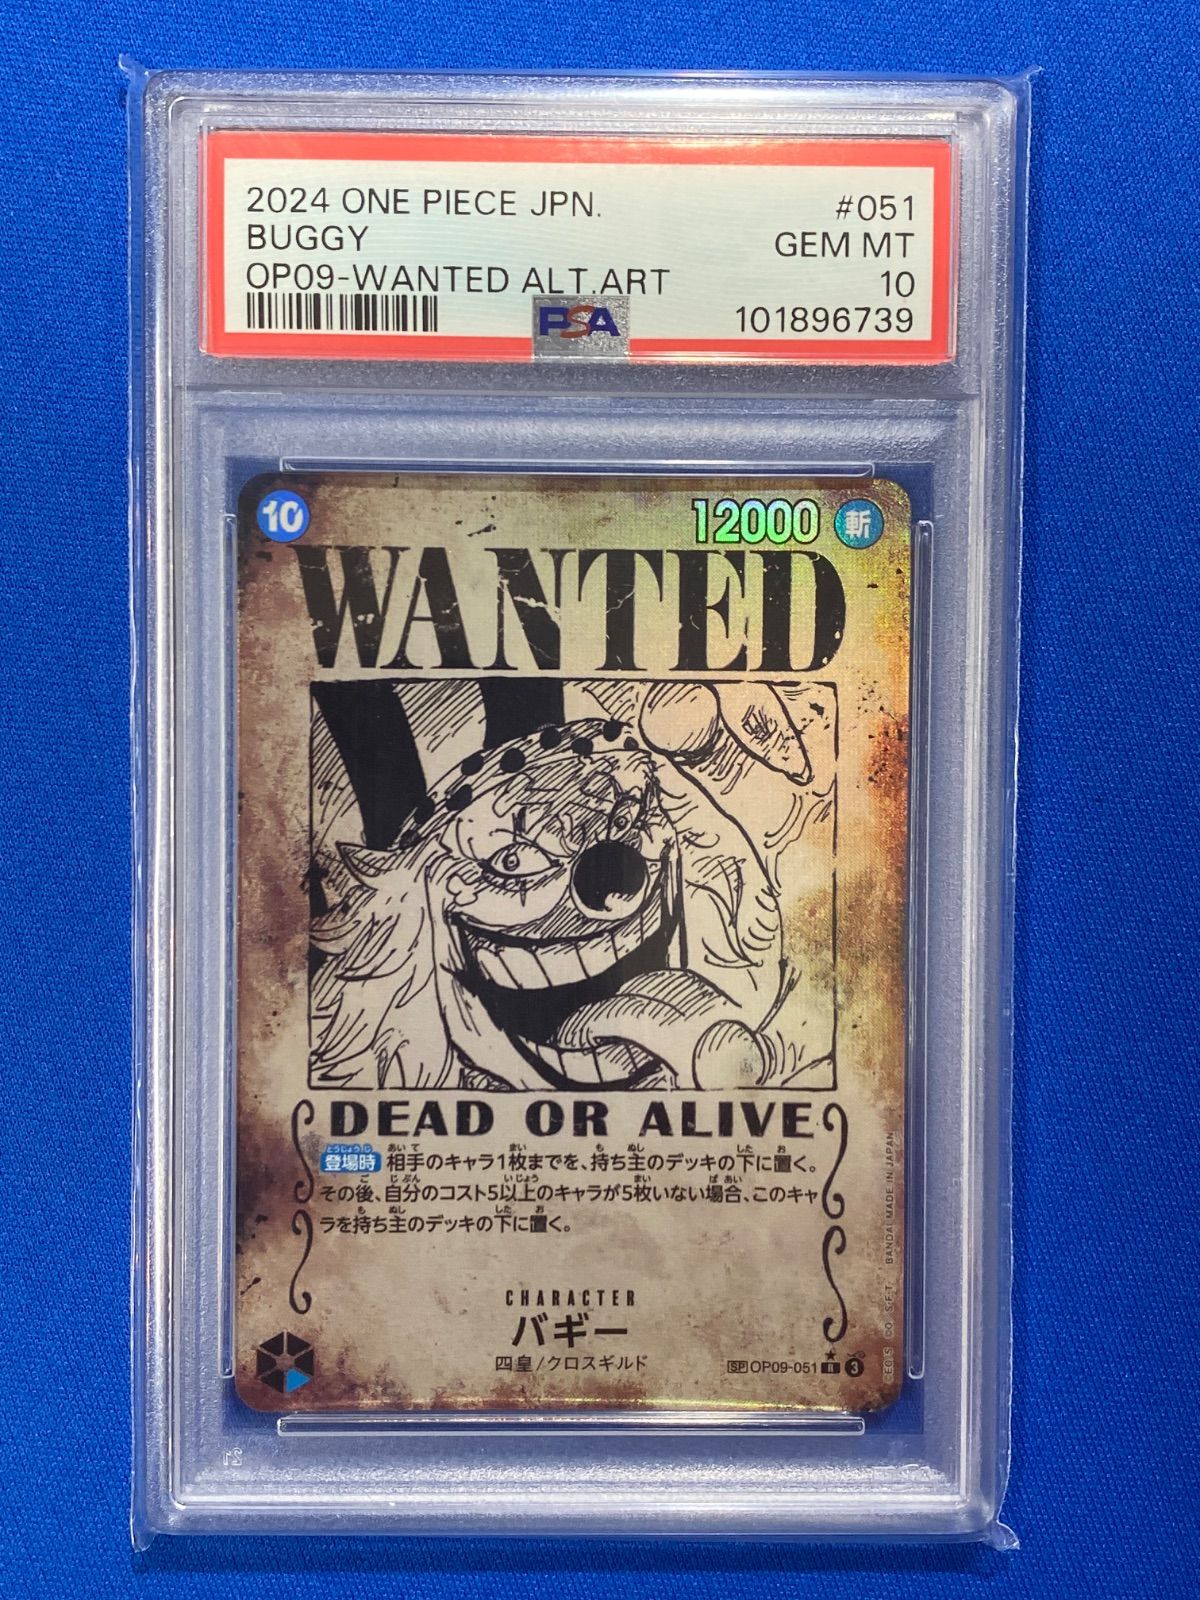 2024 ONE PIECE JPN. #051
BUGGY GEM MT
OP09-WANTED ALT.ART 10
PSA 101896739
10 12000 斬
WANTED
DEAD OR ALIVE
登場時 相手のキャラ1枚までを、持ち主のデッキの下に置く。
その後、自分のコスト5以上のキャラが5枚いない場合、このキャ
ラを持ち主のデッキの下に置く。
CHARACTER
バギー
四皇/クロスギルド
SP OP09-051 R 3
BANDAI MADE IN JAPAN